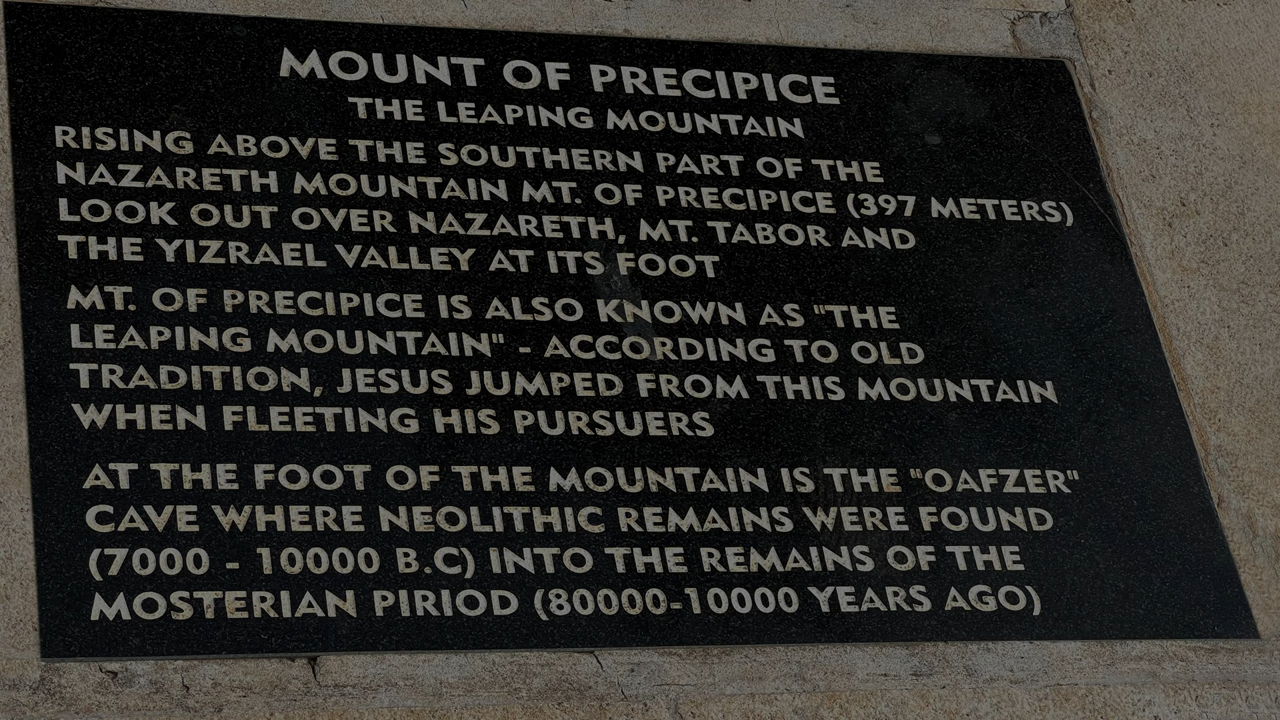 MOUNT OF PRECIPICE
THE LEAPING MOUNTAIN
RISING ABOVE THE SOUTHERN PART OF THE
NAZARETH MOUNTAIN MT. OF PRECIPICE (397 METERS)
LOOK OUT OVER NAZARETH, MT. TABOR AND
THE YIZRAEL VALLEY AT ITS FOOT
MT. OF PRECIPICE IS ALSO KNOWN AS "THE
LEAPING MOUNTAIN" - ACCORDING TO OLD
TRADITION, JESUS JUMPED FROM THIS MOUNTAIN
WHEN FLEETING HIS PURSUERS
AT THE FOOT OF THE MOUNTAIN IS THE "OAFZER"
CAVE WHERE NEOLITHIC REMAINS WERE FOUND
(7000 - 10000 B.C) INTO THE REMAINS OF THE
MOSTERIAN PIRIOD (80000-10000 YEARS AGO)